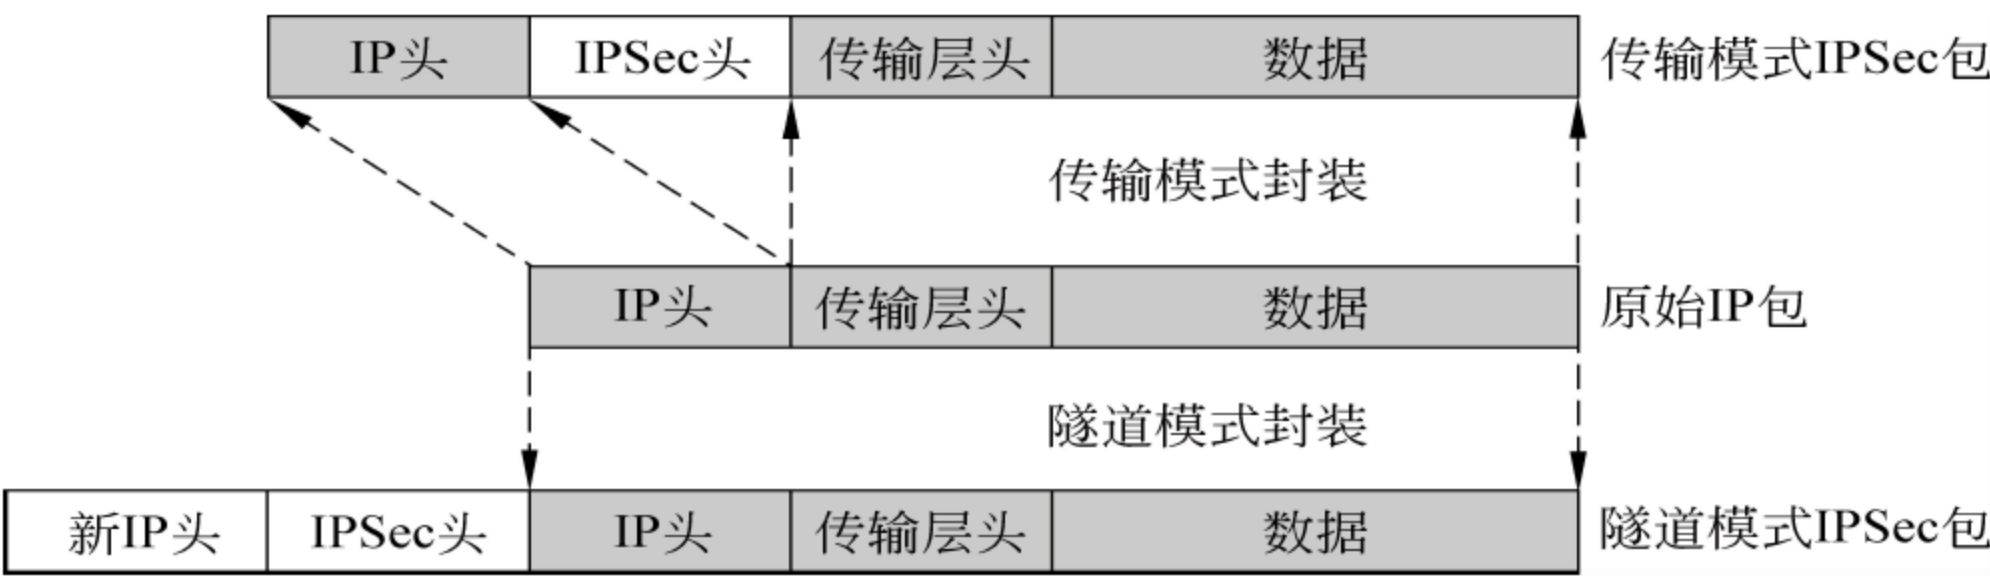 IP头 IPSec头 传输层头 数据 传输模式IPSec包
传输模式封装
IP头 传输层头 数据 原始IP包
隧道模式封装
新IP头 IPSec头 IP头 传输层头 数据 隧道模式IPSec包